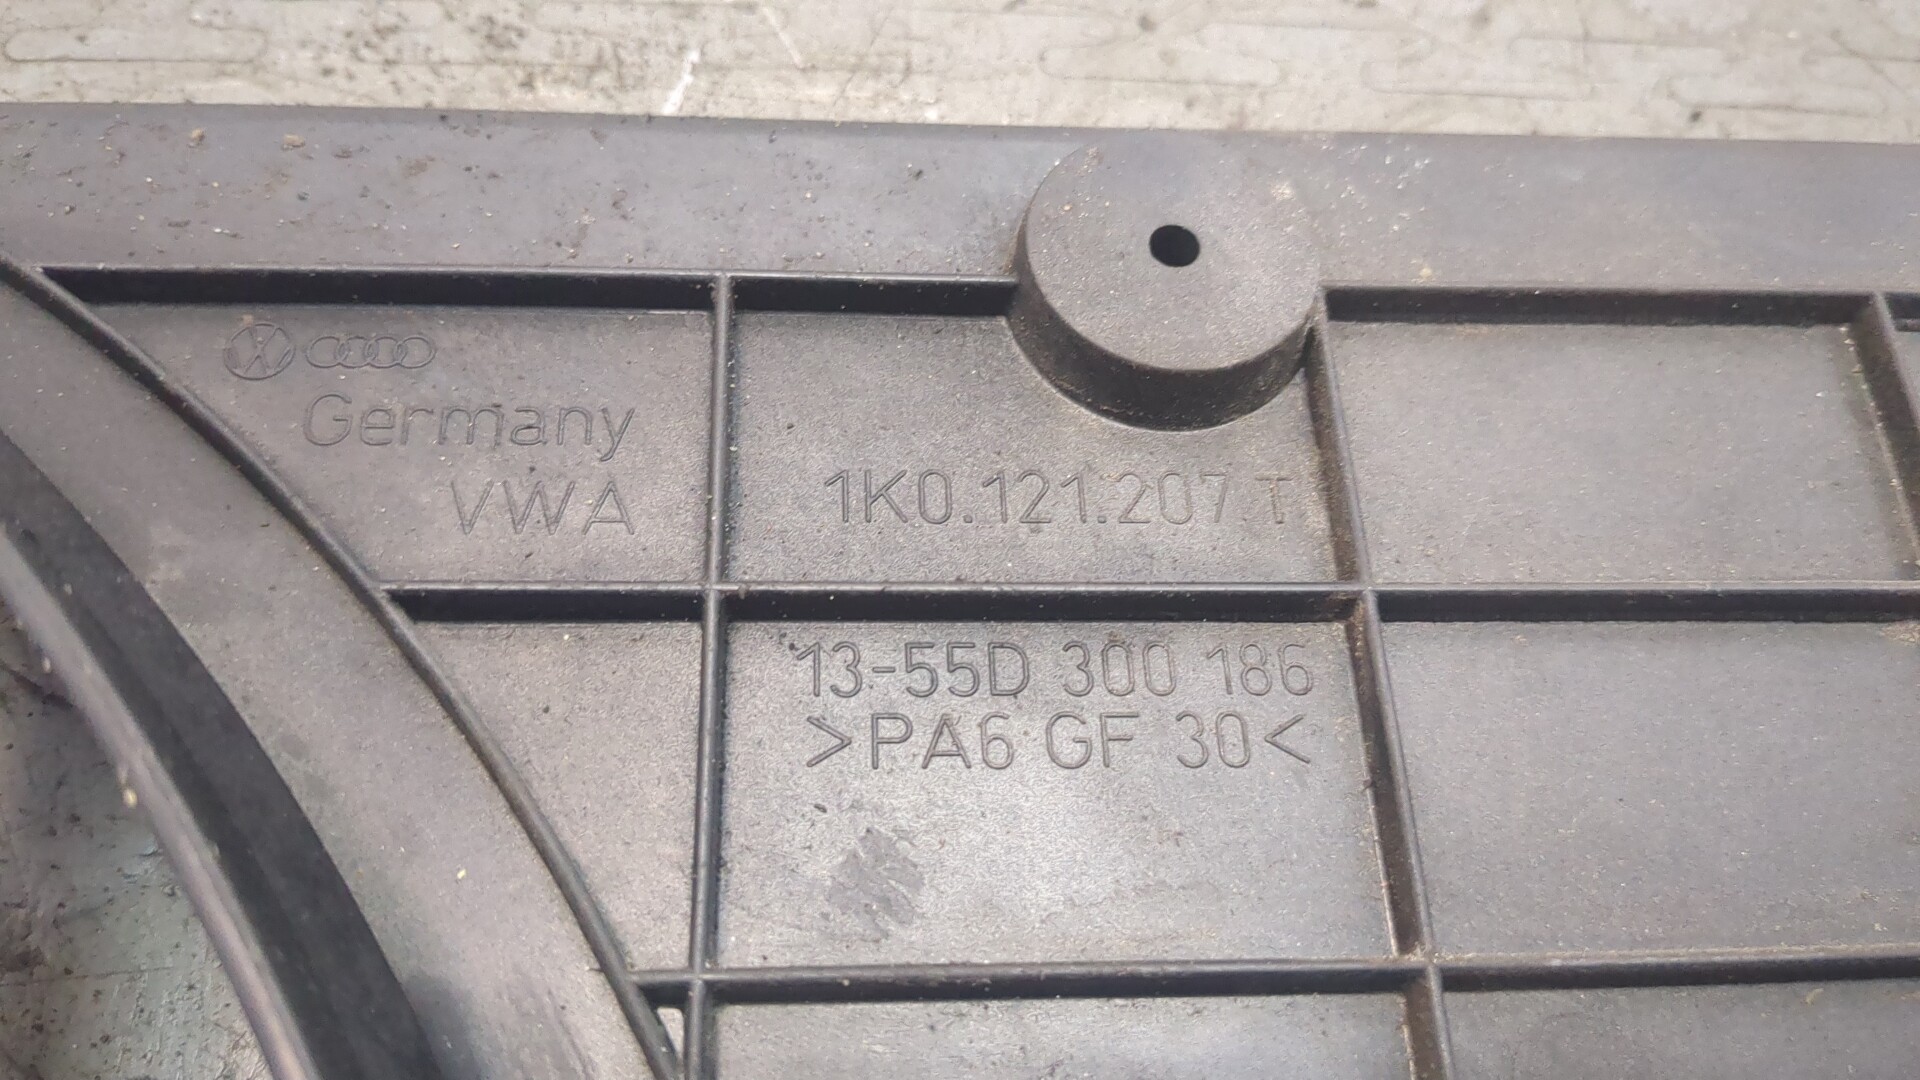 Germany
VWA
1K0.121.207 T
13-55D 300 186
>PA6 GF 30<